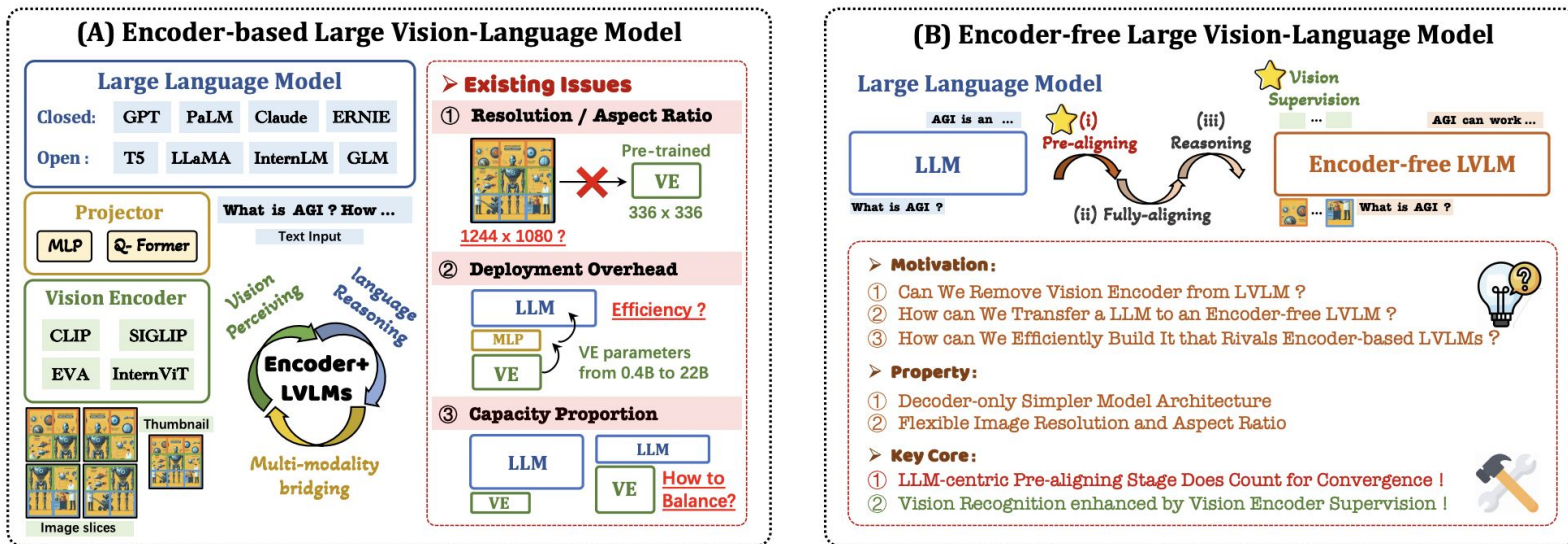 (A) Encoder-based Large Vision-Language Model
Large Language Model
Closed: GPT PaLM Claude ERNIE
Open : T5 LLaMA InternLM GLM
Projector
MLP Q- Former
What is AGI ? How ...
Text Input
Vision Encoder
CLIP SIGLIP
EVA InternViT
Vision Perceiving
language Reasoning
Encoder+
LVLMs
Multi-modality
bridging
Thumbnail
Image slices
➢ Existing Issues
① Resolution / Aspect Ratio
Pre-trained
VE
336 x 336
1244 x 1080 ?
② Deployment Overhead
LLM
Efficiency ?
MLP
VE
VE parameters
from 0.4B to 22B
③ Capacity Proportion
LLM
VE
LLM
VE
How to
Balance?
(B) Encoder-free Large Vision-Language Model
Large Language Model
AGI is an ...
LLM
What is AGI ?
(i)
Pre-aligning
(ii) Fully-aligning
(iii)
Reasoning
Vision
Supervision
...
AGI can work ...
Encoder-free LVLM
... What is AGI ?
➢ Motivation:
① Can We Remove Vision Encoder from LVLM ?
② How can We Transfer a LLM to an Encoder-free LVLM ?
③ How can We Efficiently Build It that Rivals Encoder-based LVLMs ?
➢ Property:
① Decoder-only Simpler Model Architecture
② Flexible Image Resolution and Aspect Ratio
➢ Key Core:
① LLM-centric Pre-aligning Stage Does Count for Convergence !
② Vision Recognition enhanced by Vision Encoder Supervision !